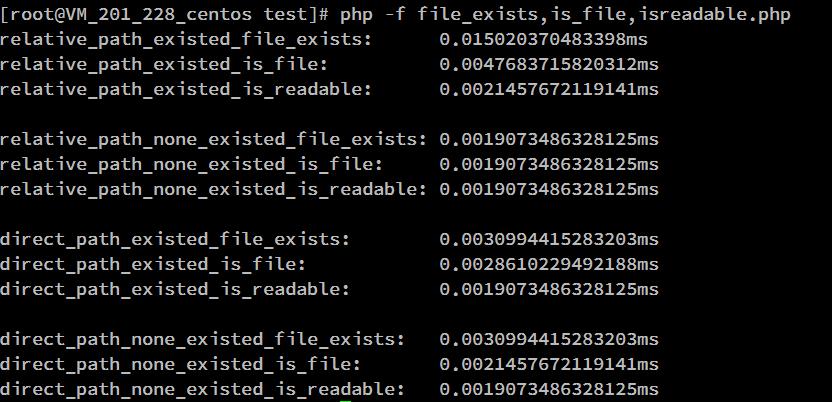 [root@VM_201_228_centos test]# php -f file_exists,is_file,isreadable.php
relative_path_existed_file_exists: 0.015020370483398ms
relative_path_existed_is_file: 0.0047683715820312ms
relative_path_existed_is_readable: 0.0021457672119141ms
relative_path_none_existed_file_exists: 0.0019073486328125ms
relative_path_none_existed_is_file: 0.0019073486328125ms
relative_path_none_existed_is_readable: 0.0019073486328125ms
direct_path_existed_file_exists: 0.0030994415283203ms
direct_path_existed_is_file: 0.0028610229492188ms
direct_path_existed_is_readable: 0.0019073486328125ms
direct_path_none_existed_file_exists: 0.0030994415283203ms
direct_path_none_existed_is_file: 0.0021457672119141ms
direct_path_none_existed_is_readable: 0.0019073486328125ms